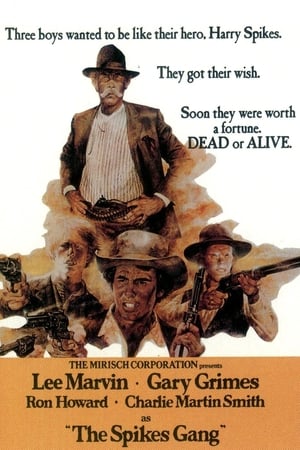 Three boys wanted to be like their hero, Harry Spikes.
They got their wish.
Soon they were worth
a fortune.
DEAD or ALIVE.
THE MIRISCH CORPORATION presents
Lee Marvin · Gary Grimes
Ron Howard · Charlie Martin Smith
as
"The Spikes Gang"